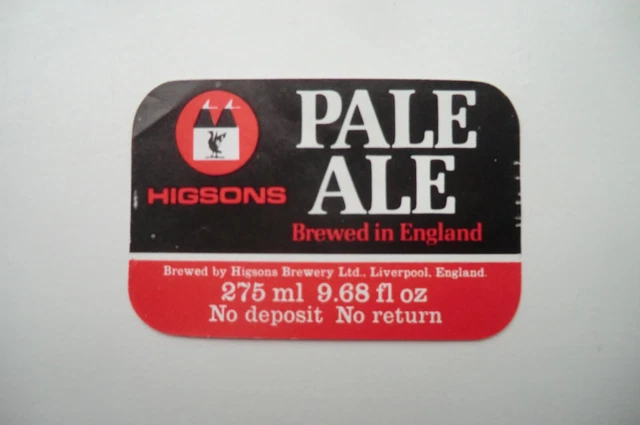 PALE
ALE
HIGSONS
Brewed in England
Brewed by Higsons Brewery Ltd., Liverpool, England.
275 ml 9.68 fl oz
No deposit No return